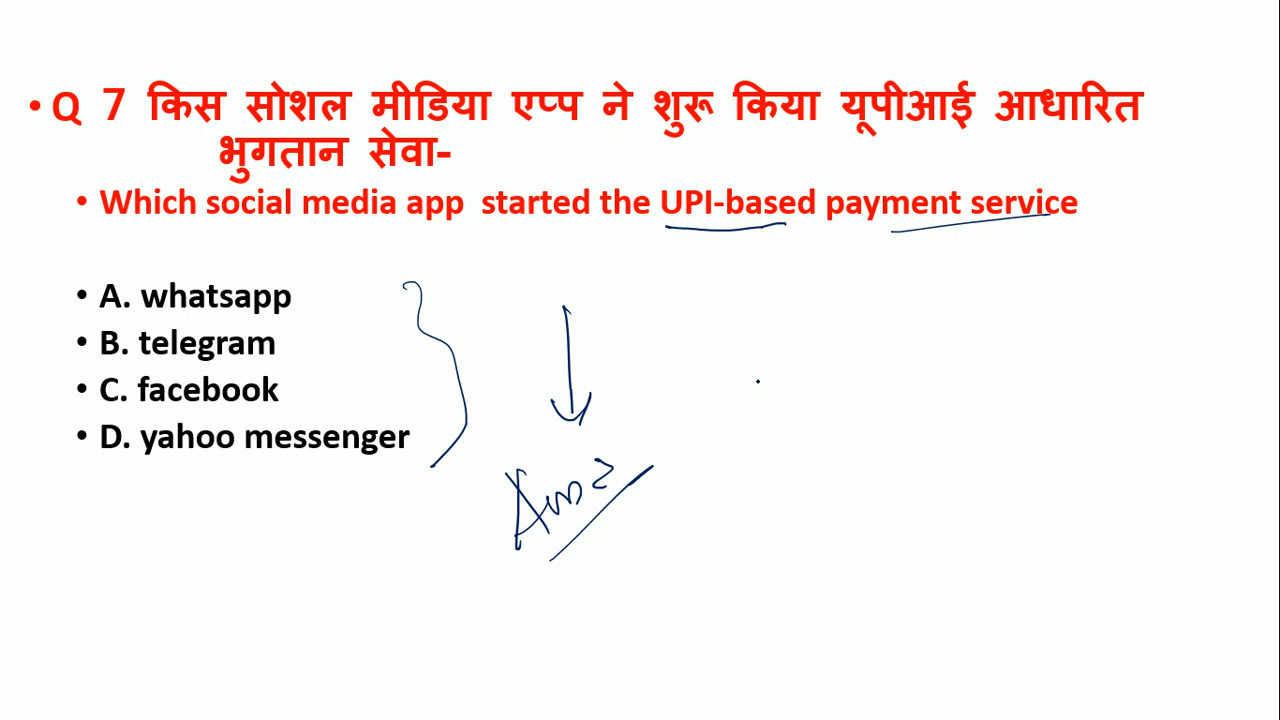 • Q 7 किस सोशल मीडिया एप्प ने शुरू किया यूपीआई आधारित
भुगतान सेवा-
• Which social media app started the UPI-based payment service
• A. whatsapp
• B. telegram
• C. facebook
• D. yahoo messenger